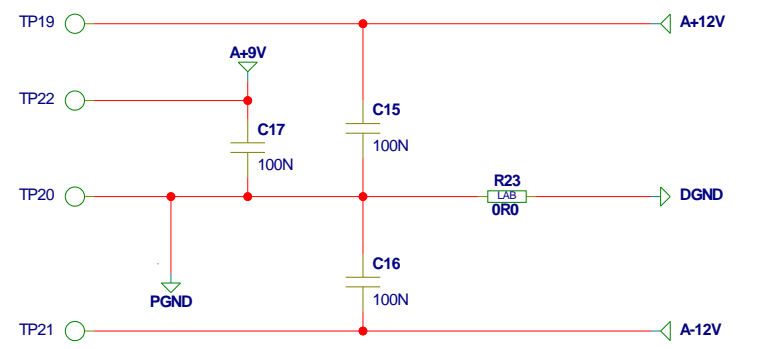 TP19
A+12V
A+9V
TP22
C15
100N
C17
100N
TP20
R23
LAB
0R0
DGND
C16
100N
PGND
TP21
A-12V